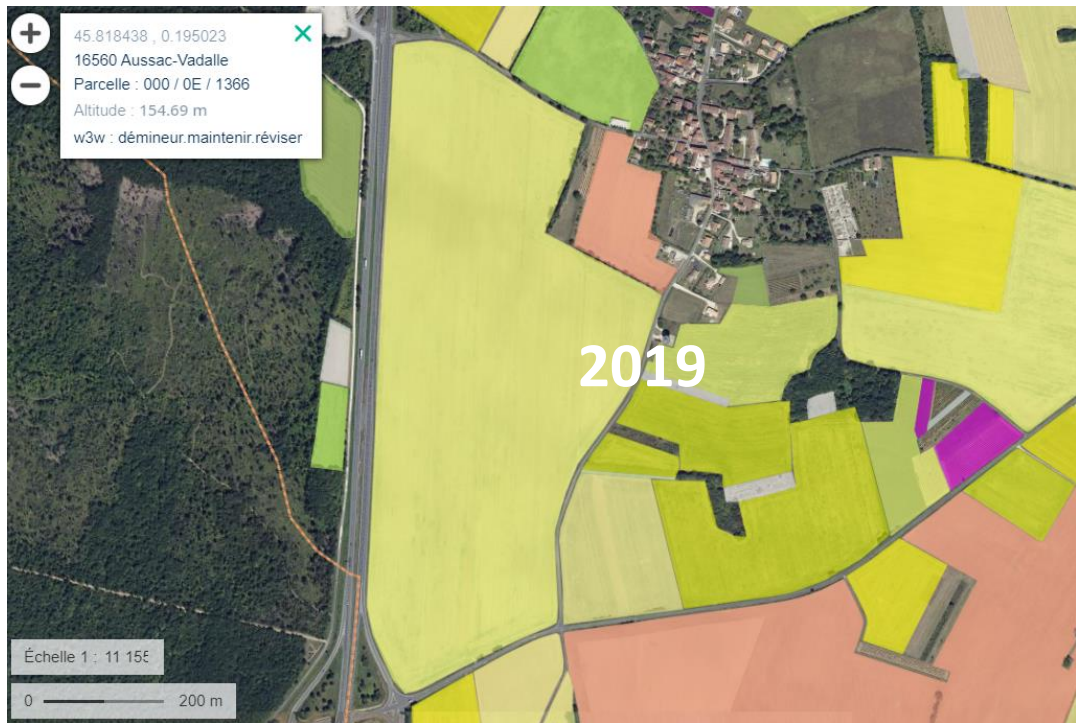 45.818438 , 0.195023
16560 Aussac-Vadalle
Parcelle : 000 / 0E / 1366
Altitude : 154.69 m
w3w : démineur.maintenir.réviser
2019
Échelle 1 : 11 155
0 200 m